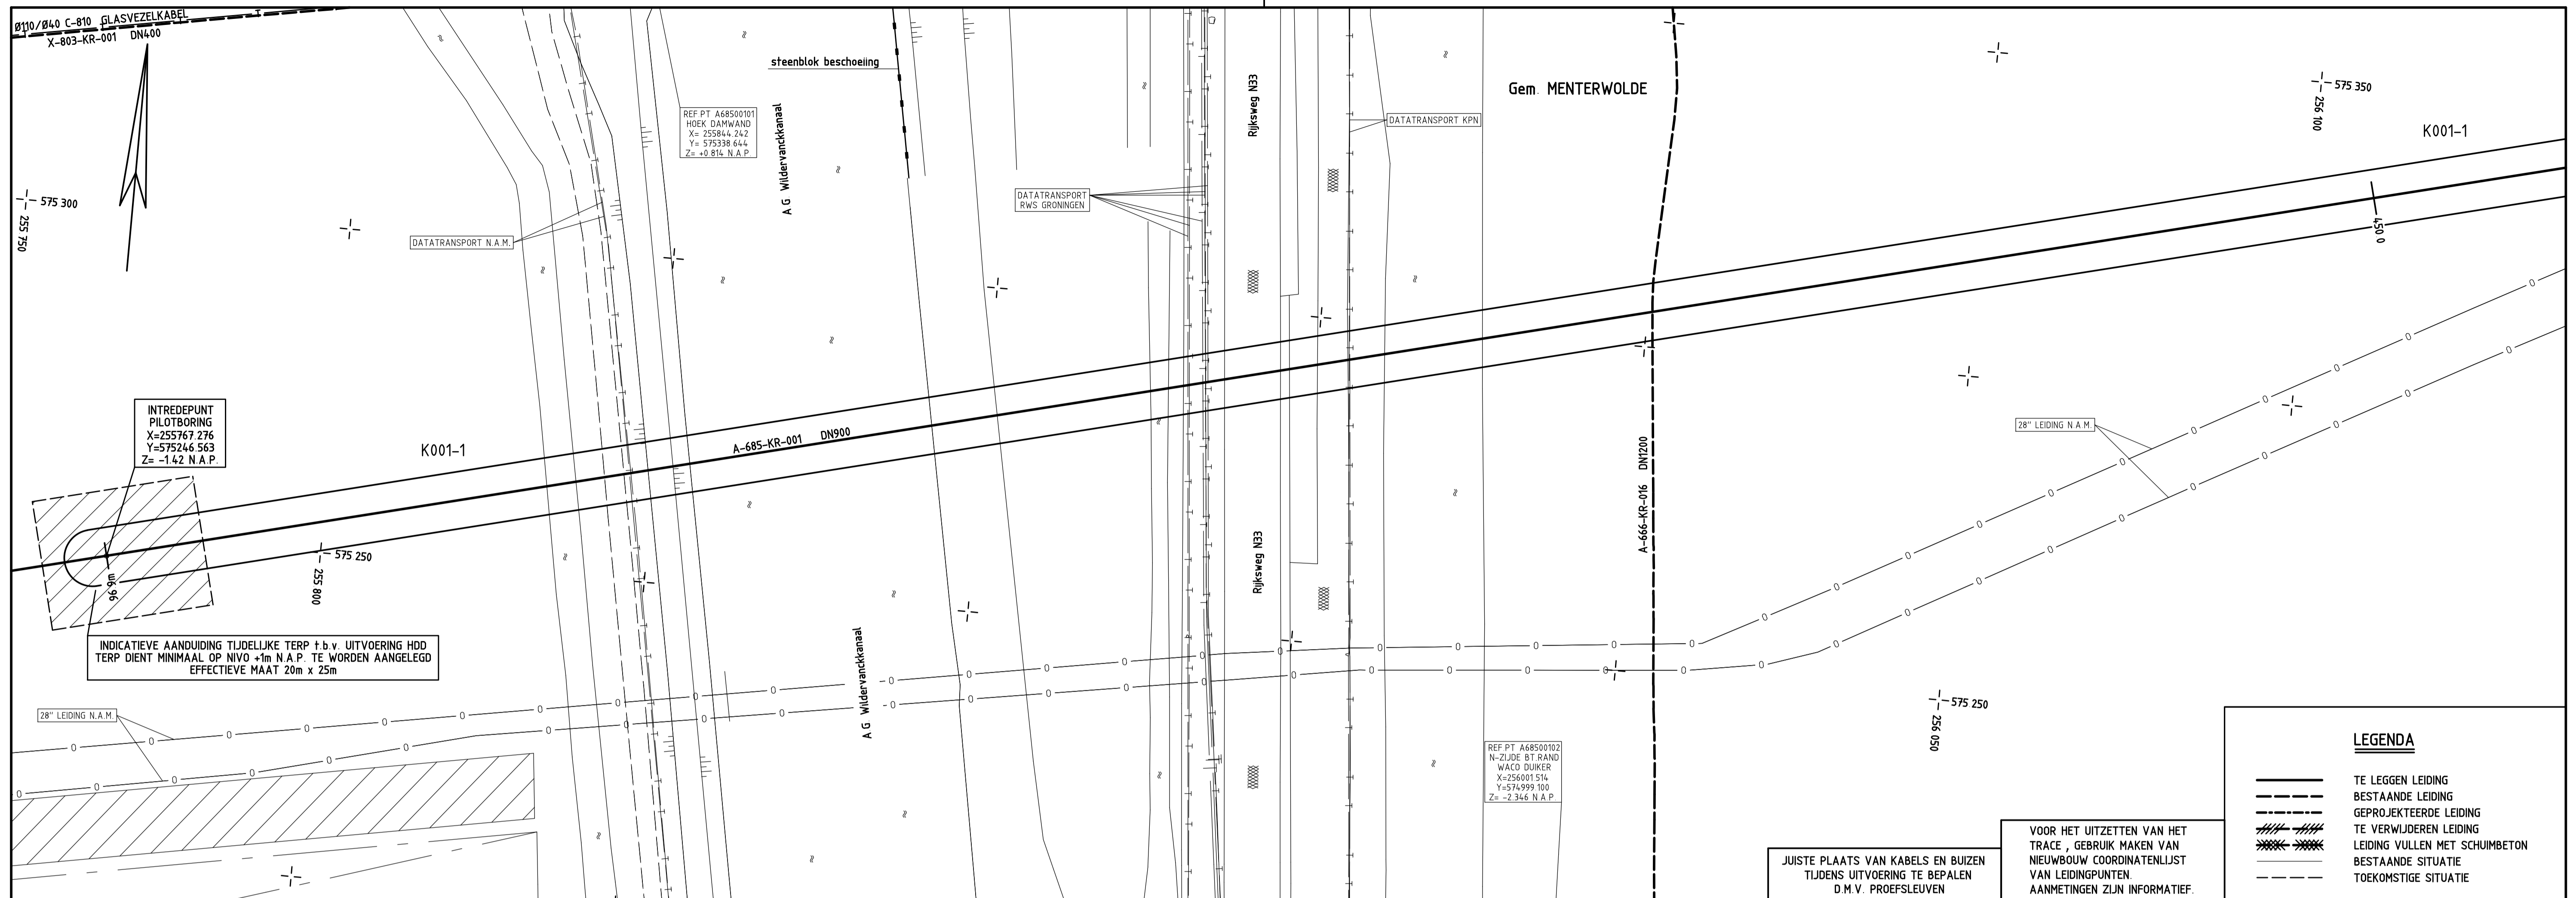 Ø110/Ø40 C-810 GLASVEZELKABEL
X-803-KR-001 DN400
575 300
255 750
steenblok beschoeiing
REF.PT A68500101
HOEK DAMWAND
X= 255844.242
Y= 575338.644
Z= +0.814 N.A.P
A G Wildervanckkanaal
DATATRANSPORT N.A.M.
DATATRANSPORT
RWS GRONINGEN
Rijksweg N33
DATATRANSPORT KPN
Gem. MENTERWOLDE
575 350
256 100
K001-1
450 0
INTREDEPUNT
PILOTBORING
X=255767.276
Y=575246.563
Z= -1.42 N.A.P.
K001-1
A-685-KR-001 DN900
96 9m
575 250
255 800
INDICATIEVE AANDUIDING TIJDELIJKE TERP t.b.v. UITVOERING HDD
TERP DIENT MINIMAAL OP NIVO +1m N.A.P. TE WORDEN AANGELEGD
EFFECTIEVE MAAT 20m x 25m
28" LEIDING N.A.M.
A G Wildervanckkanaal
Rijksweg N33
A-666-KR-016 DN1200
28" LEIDING N A M.
575 250
256 050
REF.PT A68500102
N-ZIJDE BT.RAND
WACO DUIKER
X=256001.514
Y=574999.100
Z= -2.346 N A P
JUISTE PLAATS VAN KABELS EN BUIZEN
TIJDENS UITVOERING TE BEPALEN
D.M.V. PROEFSLEUVEN
VOOR HET UITZETTEN VAN HET
TRACE , GEBRUIK MAKEN VAN
NIEUWBOUW COORDINATENLIJST
VAN LEIDINGPUNTEN.
AANMETINGEN ZIJN INFORMATIEF.
LEGENDA
TE LEGGEN LEIDING
BESTAANDE LEIDING
GEPROJEKTEERDE LEIDING
TE VERWIJDEREN LEIDING
LEIDING VULLEN MET SCHUIMBETON
BESTAANDE SITUATIE
TOEKOMSTIGE SITUATIE